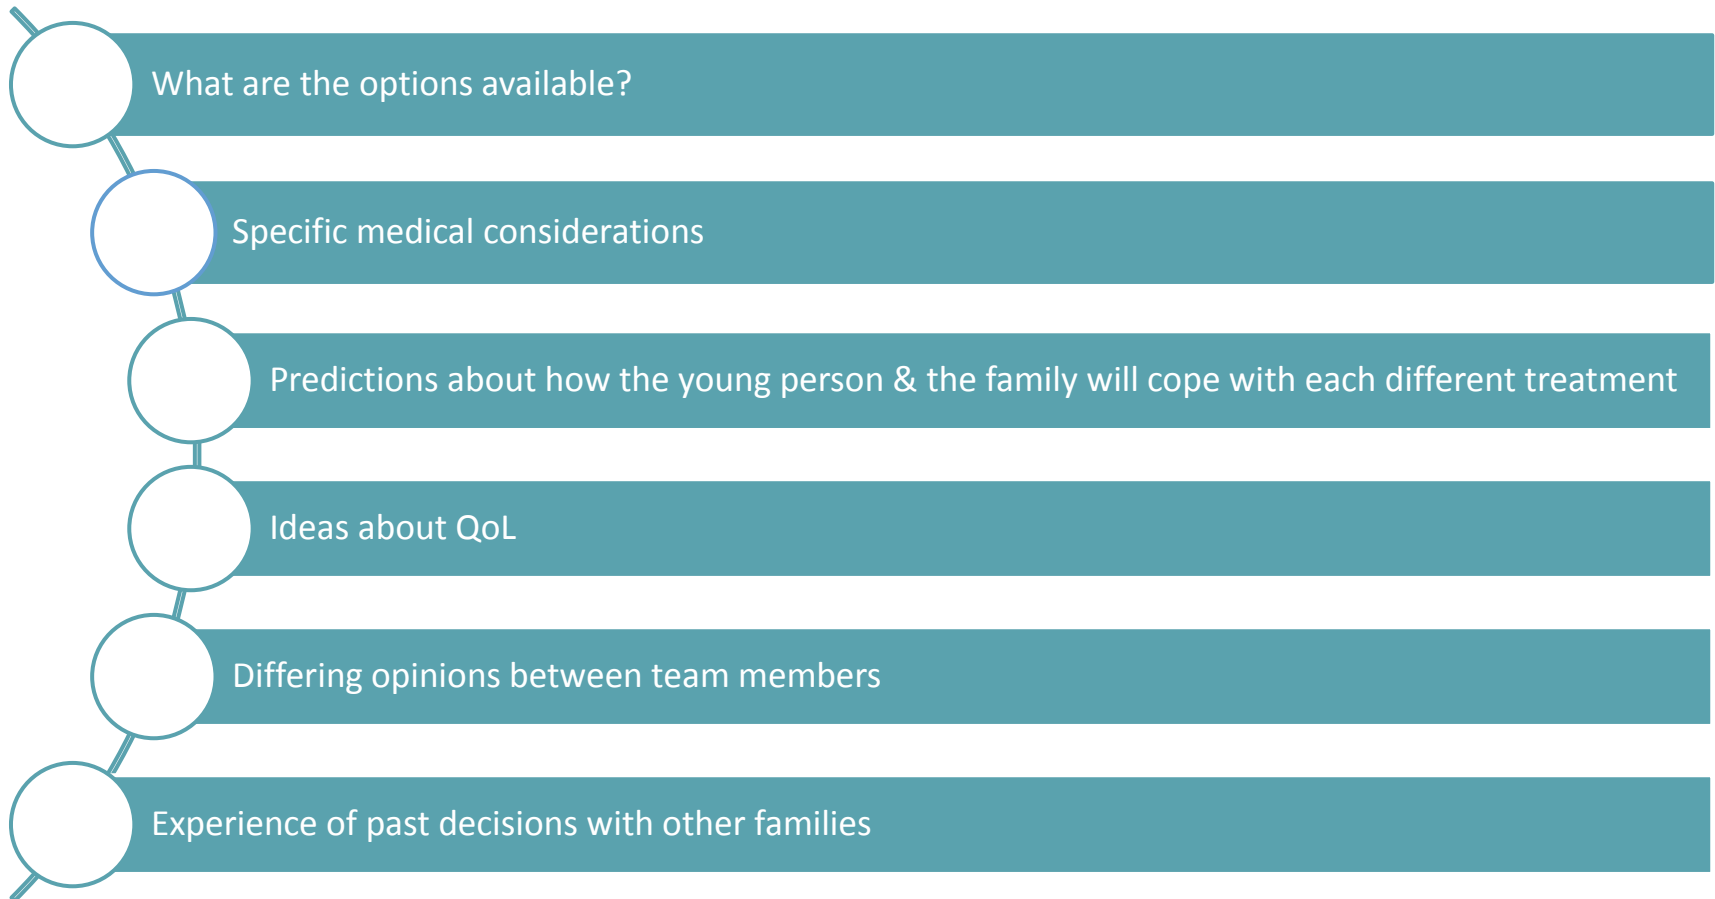 What are the options available?
Specific medical considerations
Predictions about how the young person & the family will cope with each different treatment
Ideas about QoL
Differing opinions between team members
Experience of past decisions with other families